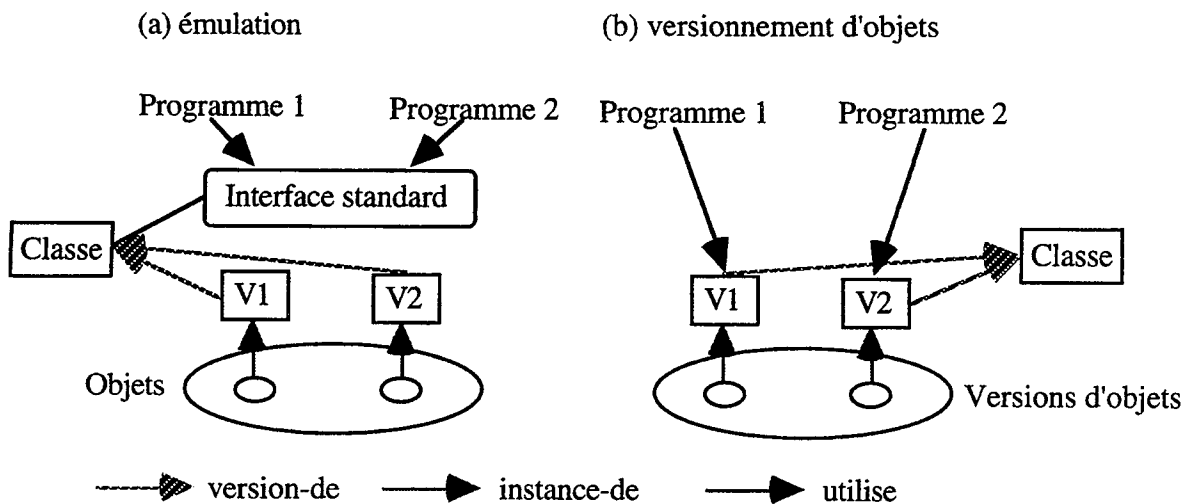 (a) émulation
(b) versionnement d'objets
Programme 1
Programme 2
Programme 1
Programme 2
Interface standard
Classe
Classe
V1
V2
V1
V2
Objets
Versions d'objets
version-de
instance-de
utilise